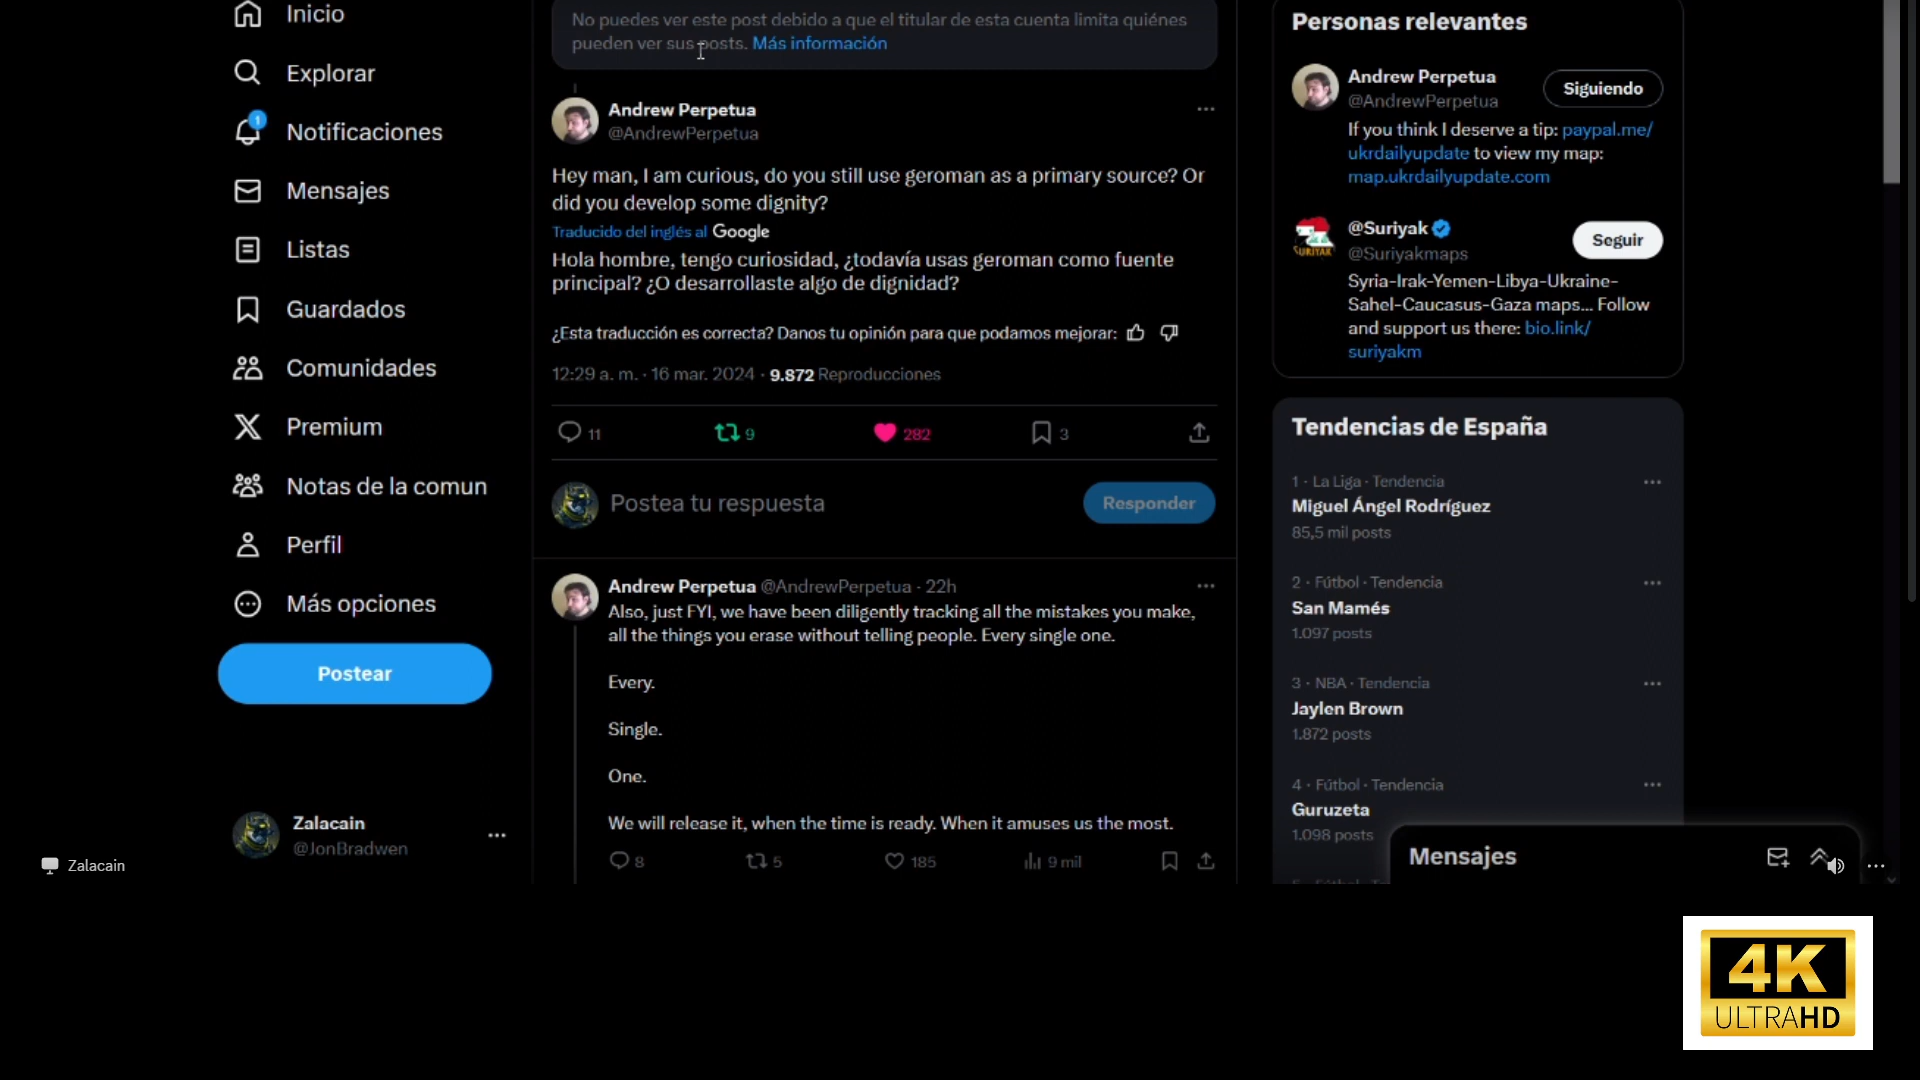 Inicio
Explorar
1
Notificaciones
Mensajes
Listas
Guardados
Comunidades
Premium
Notas de la comun
Perfil
Más opciones
Postear
Zalacain
@JonBradwen
Zalacain
No puedes ver este post debido a que el titular de esta cuenta limita quiénes
pueden ver sus posts. Más información
Andrew Perpetua
@AndrewPerpetua
Hey man, I am curious, do you still use geroman as a primary source? Or
did you develop some dignity?
Traducido del inglés al Google
Hola hombre, tengo curiosidad, ¿todavía usas geroman como fuente
principal? ¿O desarrollaste algo de dignidad?
¿Esta traducción es correcta? Danos tu opinión para que podamos mejorar:
12:29 a. m. · 16 mar. 2024 · 9.872 Reproducciones
11 9 282 3
Postea tu respuesta
Responder
Andrew Perpetua @AndrewPerpetua · 22h
Also, just FYI, we have been diligently tracking all the mistakes you make,
all the things you erase without telling people. Every single one.
Every.
Single.
One.
We will release it, when the time is ready. When it amuses us the most.
8 5 185 9 mil
Personas relevantes
Andrew Perpetua
@AndrewPerpetua
Siguiendo
If you think I deserve a tip: paypal.me/
ukrdailyupdate to view my map:
map.ukrdailyupdate.com
SURIYAK
@Suriyak
@Suriyakmaps
Seguir
Syria-Irak-Yemen-Libya-Ukraine-
Sahel-Caucasus-Gaza maps... Follow
and support us there: bio.link/
suriyakm
Tendencias de España
1 · La Liga · Tendencia
Miguel Ángel Rodríguez
85,5 mil posts
2 · Fútbol · Tendencia
San Mamés
1.097 posts
3 · NBA · Tendencia
Jaylen Brown
1.872 posts
4 · Fútbol · Tendencia
Guruzeta
1.098 posts
Mensajes
4K
ULTRAHD